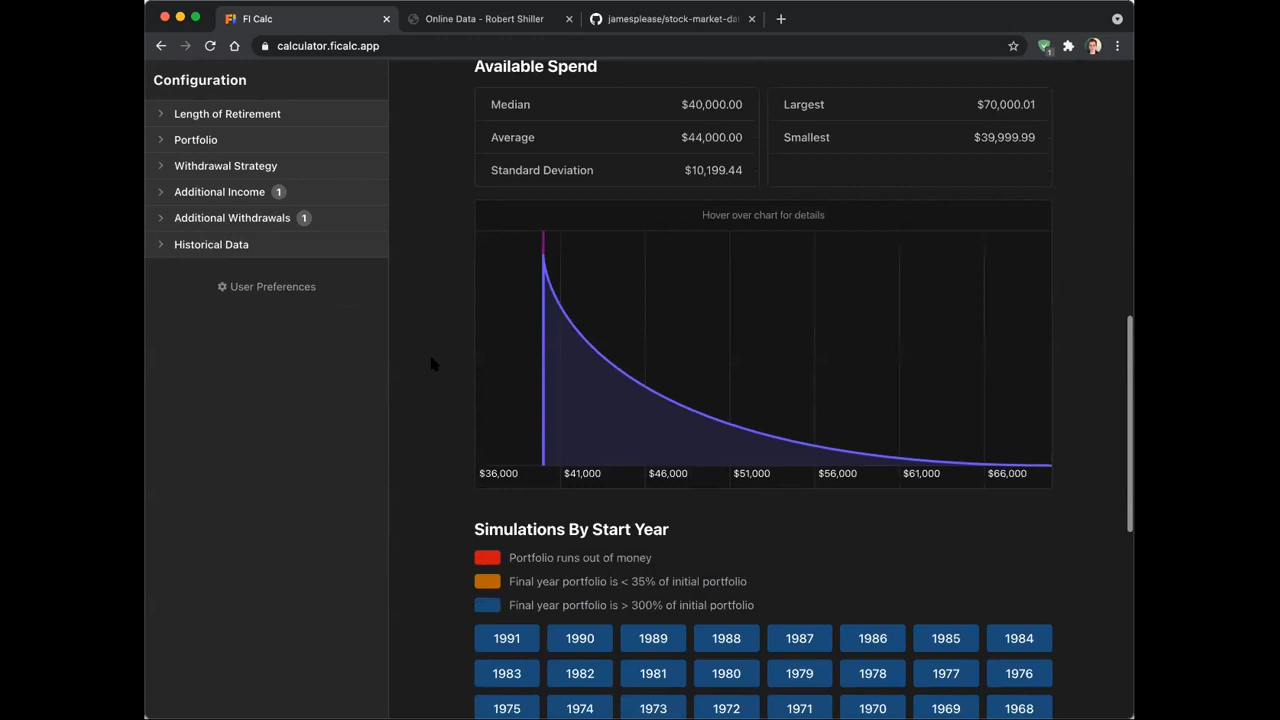 FI Calc
Online Data - Robert Shiller
jamesplease/stock-market-da
calculator.ficalc.app
1
Configuration
Length of Retirement
Portfolio
Withdrawal Strategy
Additional Income 1
Additional Withdrawals 1
Historical Data
User Preferences
Available Spend
Median $40,000.00
Average $44,000.00
Standard Deviation $10,199.44
Largest $70,000.01
Smallest $39,999.99
Hover over chart for details
$36,000 $41,000 $46,000 $51,000 $56,000 $61,000 $66,000
Simulations By Start Year
Portfolio runs out of money
Final year portfolio is < 35% of initial portfolio
Final year portfolio is > 300% of initial portfolio
1991 1990 1989 1988 1987 1986 1985 1984
1983 1982 1981 1980 1979 1978 1977 1976
1975 1974 1973 1972 1971 1970 1969 1968